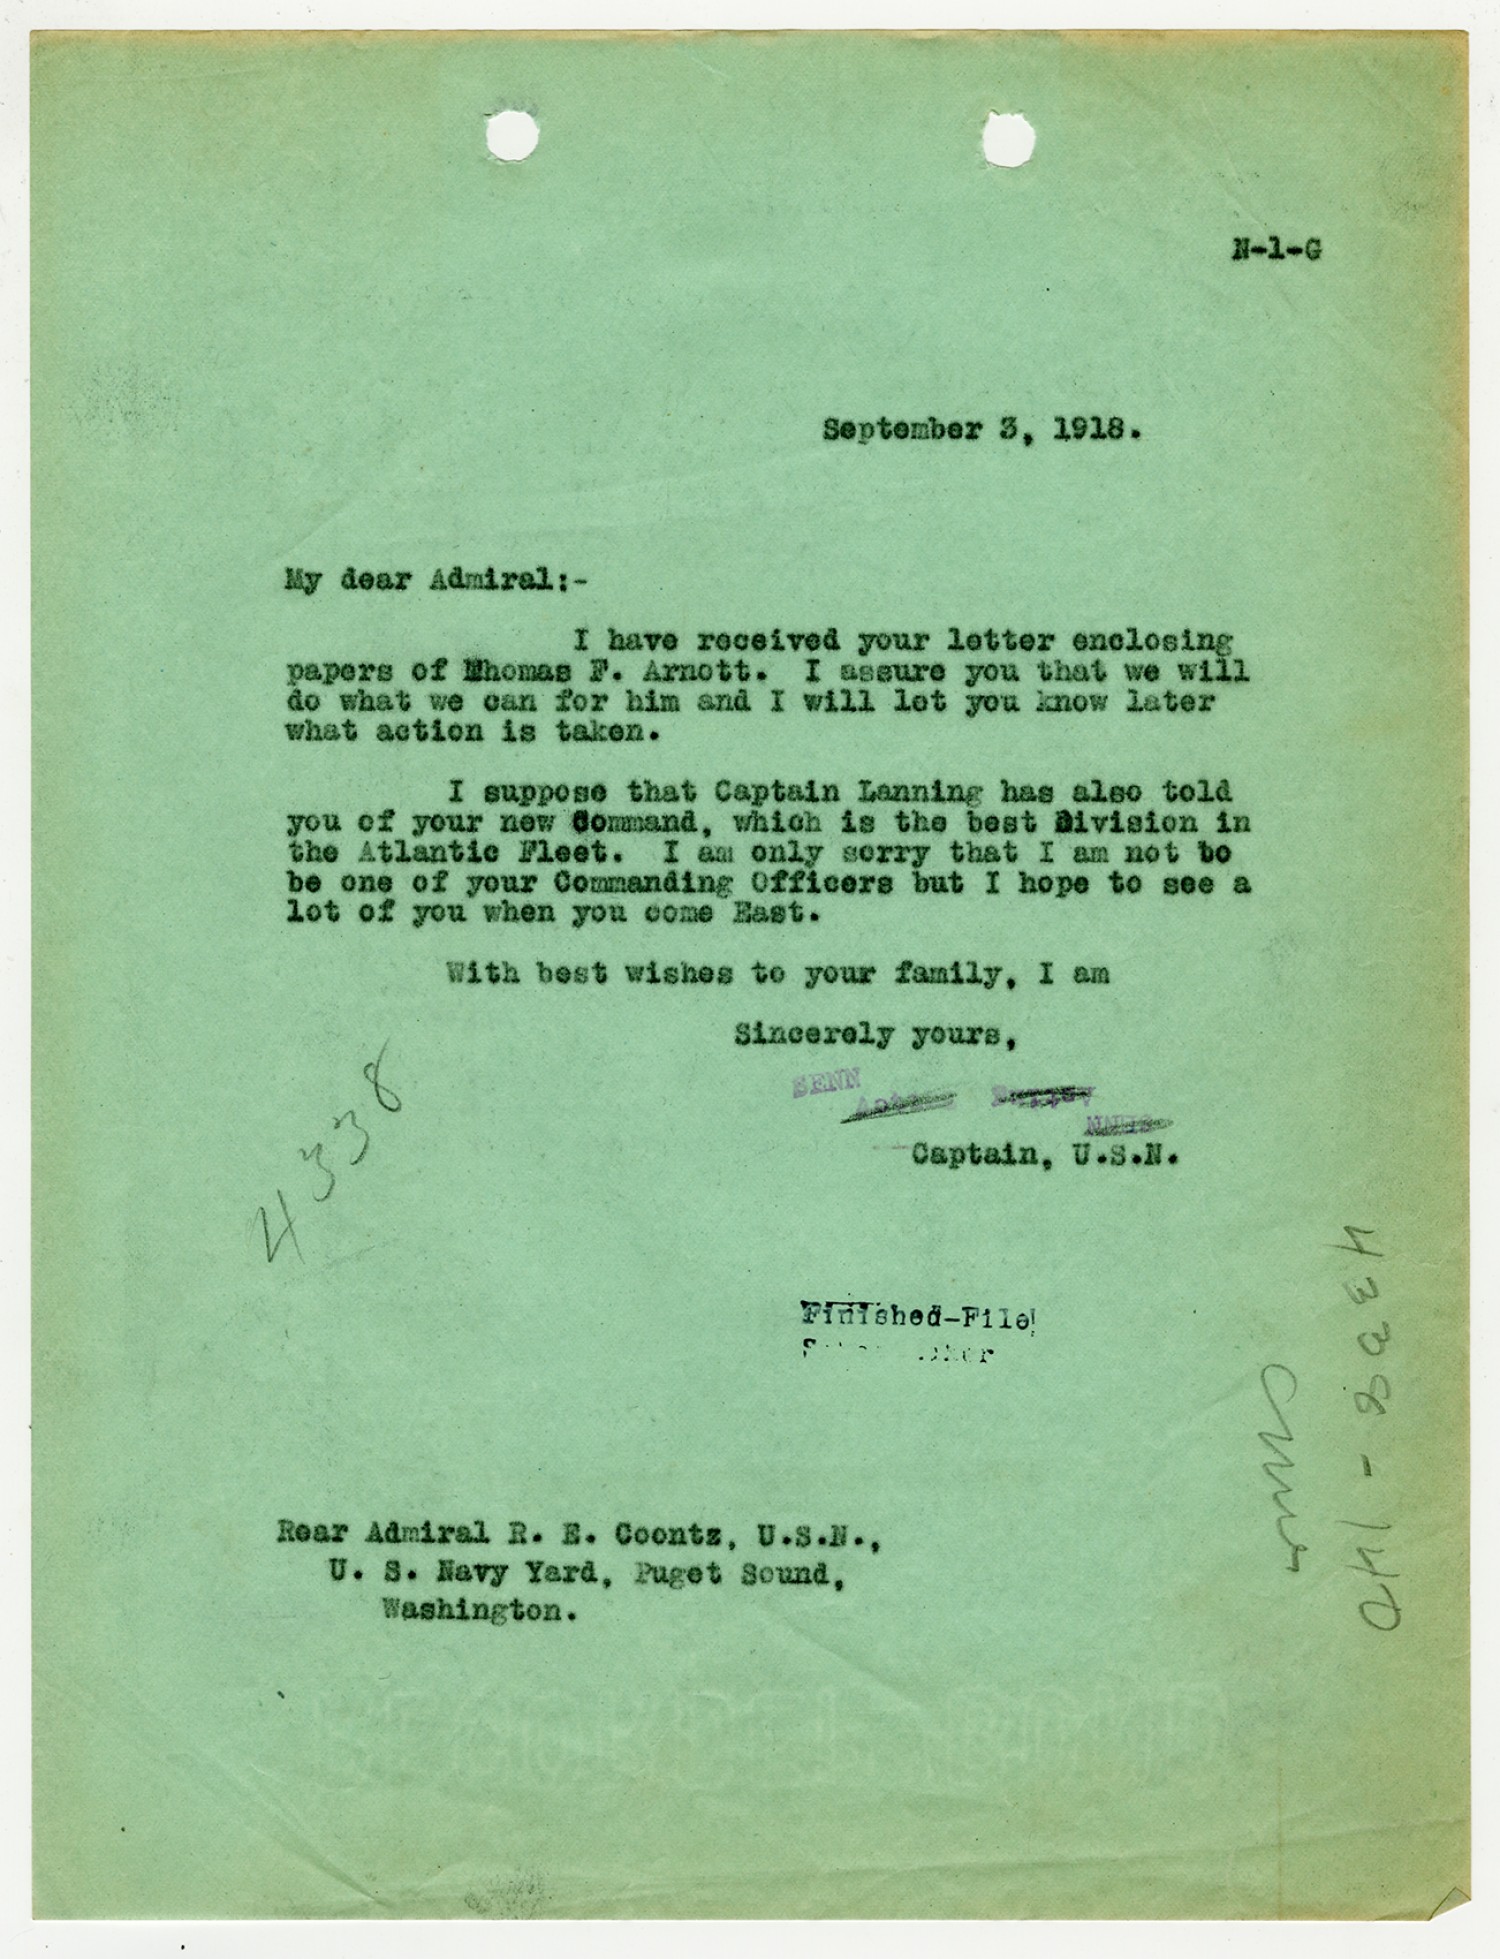 N-1-G
September 3, 1918.
My dear Admiral:-
I have received your letter enclosing
papers of Thomas F. Arnott. I assure you that we will
do what we can for him and I will let you know later
what action is taken.
I suppose that Captain Lanning has also told
you of your new Command, which is the best Division in
the Atlantic Fleet. I am only sorry that I am not to
be one of your Commanding Officers but I hope to see a
lot of you when you come East.
With best wishes to your family, I am
Sincerely yours,
SENN
Captain, U.S.N.
4338
Finished-File
Rear Admiral R. E. Coontz, U.S.N.,
U. S. Navy Yard, Puget Sound,
Washington.